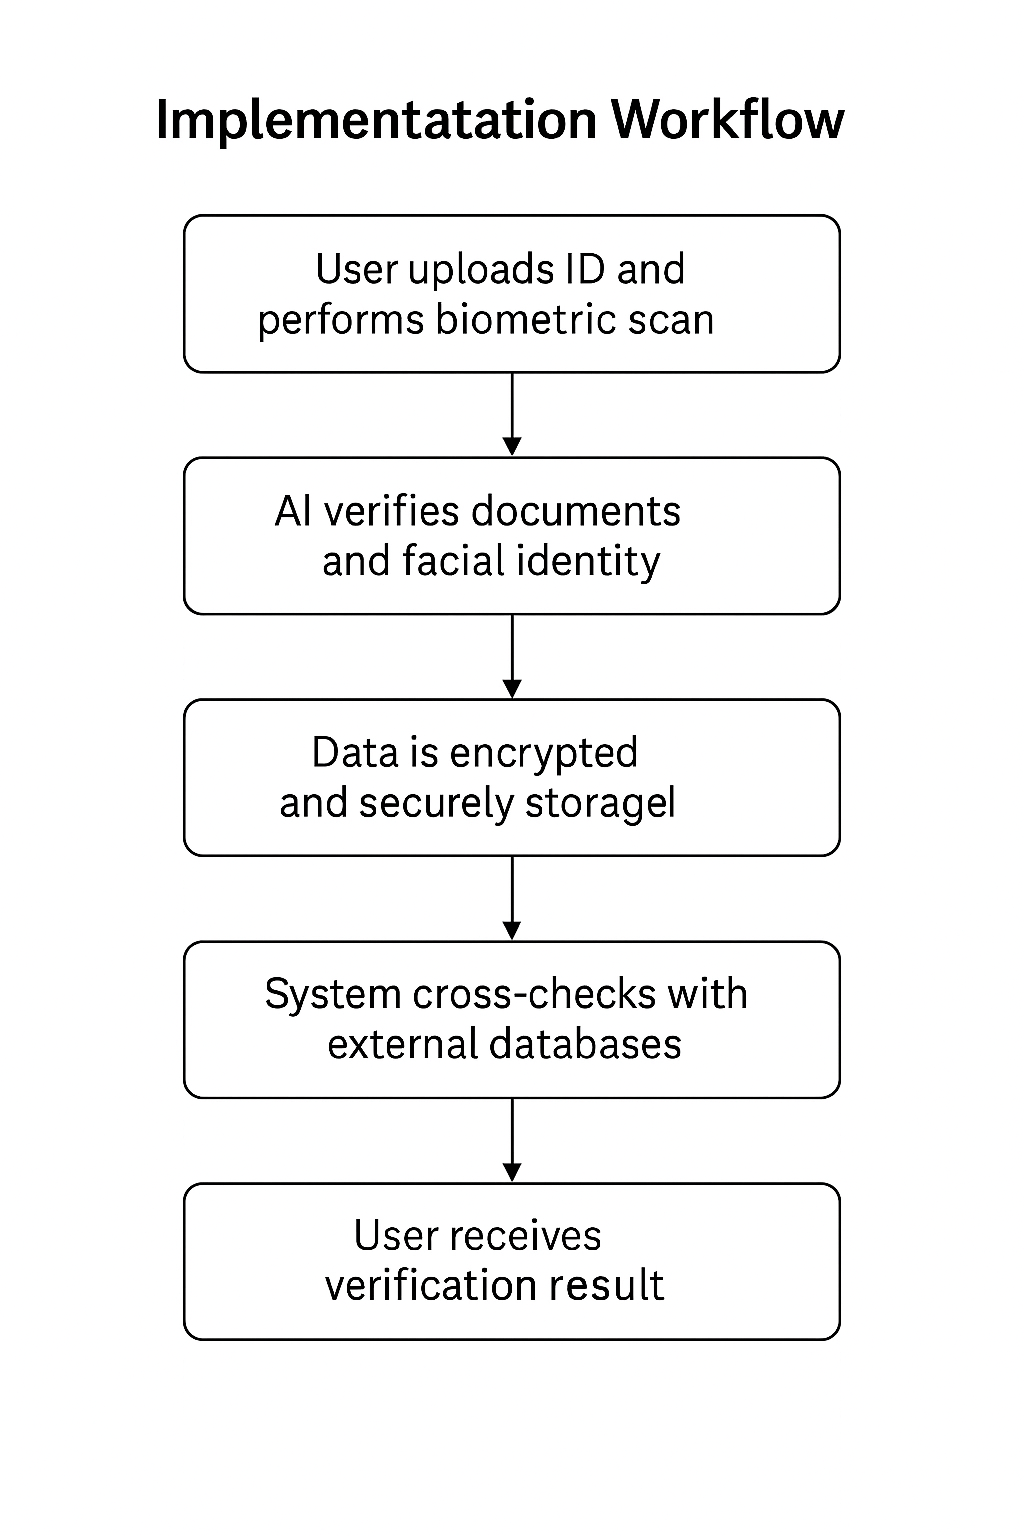 Implementatation Workflow
User uploads ID and
performs biometric scan
AI verifies documents
and facial identity
Data is encrypted
and securely storagel
System cross-checks with
external databases
User receives
verification result